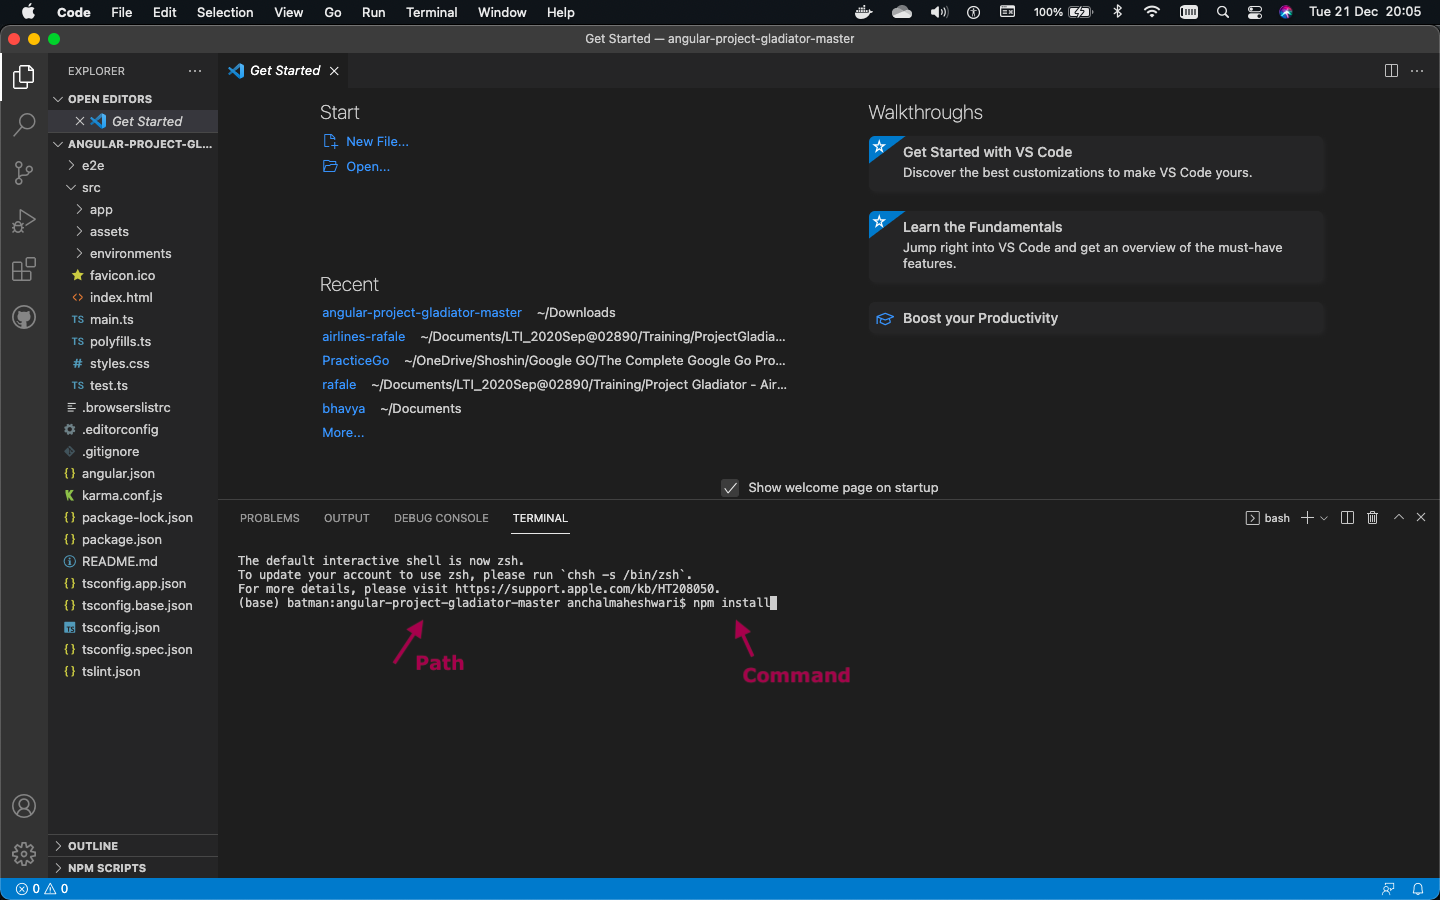 Code File Edit Selection View Go Run Terminal Window Help 100% Tue 21 Dec 20:05
Get Started — angular-project-gladiator-master
EXPLORER
OPEN EDITORS
Get Started
ANGULAR-PROJECT-GL...
e2e
src
app
assets
environments
favicon.ico
<> index.html
TS main.ts
TS polyfills.ts
# styles.css
TS test.ts
.browserslistrc
.editorconfig
.gitignore
{} angular.json
karma.conf.js
{} package-lock.json
{} package.json
README.md
{} tsconfig.app.json
{} tsconfig.base.json
TS tsconfig.json
{} tsconfig.spec.json
{} tslint.json
OUTLINE
NPM SCRIPTS
Get Started
Start
New File...
Open...
Recent
angular-project-gladiator-master ~/Downloads
airlines-rafale ~/Documents/LTI_2020Sep@02890/Training/ProjectGladia...
PracticeGo ~/OneDrive/Shoshin/Google GO/The Complete Google Go Pro...
rafale ~/Documents/LTI_2020Sep@02890/Training/Project Gladiator - Air...
bhavya ~/Documents
More...
Walkthroughs
Get Started with VS Code
Discover the best customizations to make VS Code yours.
Learn the Fundamentals
Jump right into VS Code and get an overview of the must-have
features.
Boost your Productivity
Show welcome page on startup
PROBLEMS OUTPUT DEBUG CONSOLE TERMINAL bash
The default interactive shell is now zsh.
To update your account to use zsh, please run `chsh -s /bin/zsh`.
For more details, please visit https://support.apple.com/kb/HT208050.
(base) batman:angular-project-gladiator-master anchalmaheshwari$ npm install
Path
Command
0 0